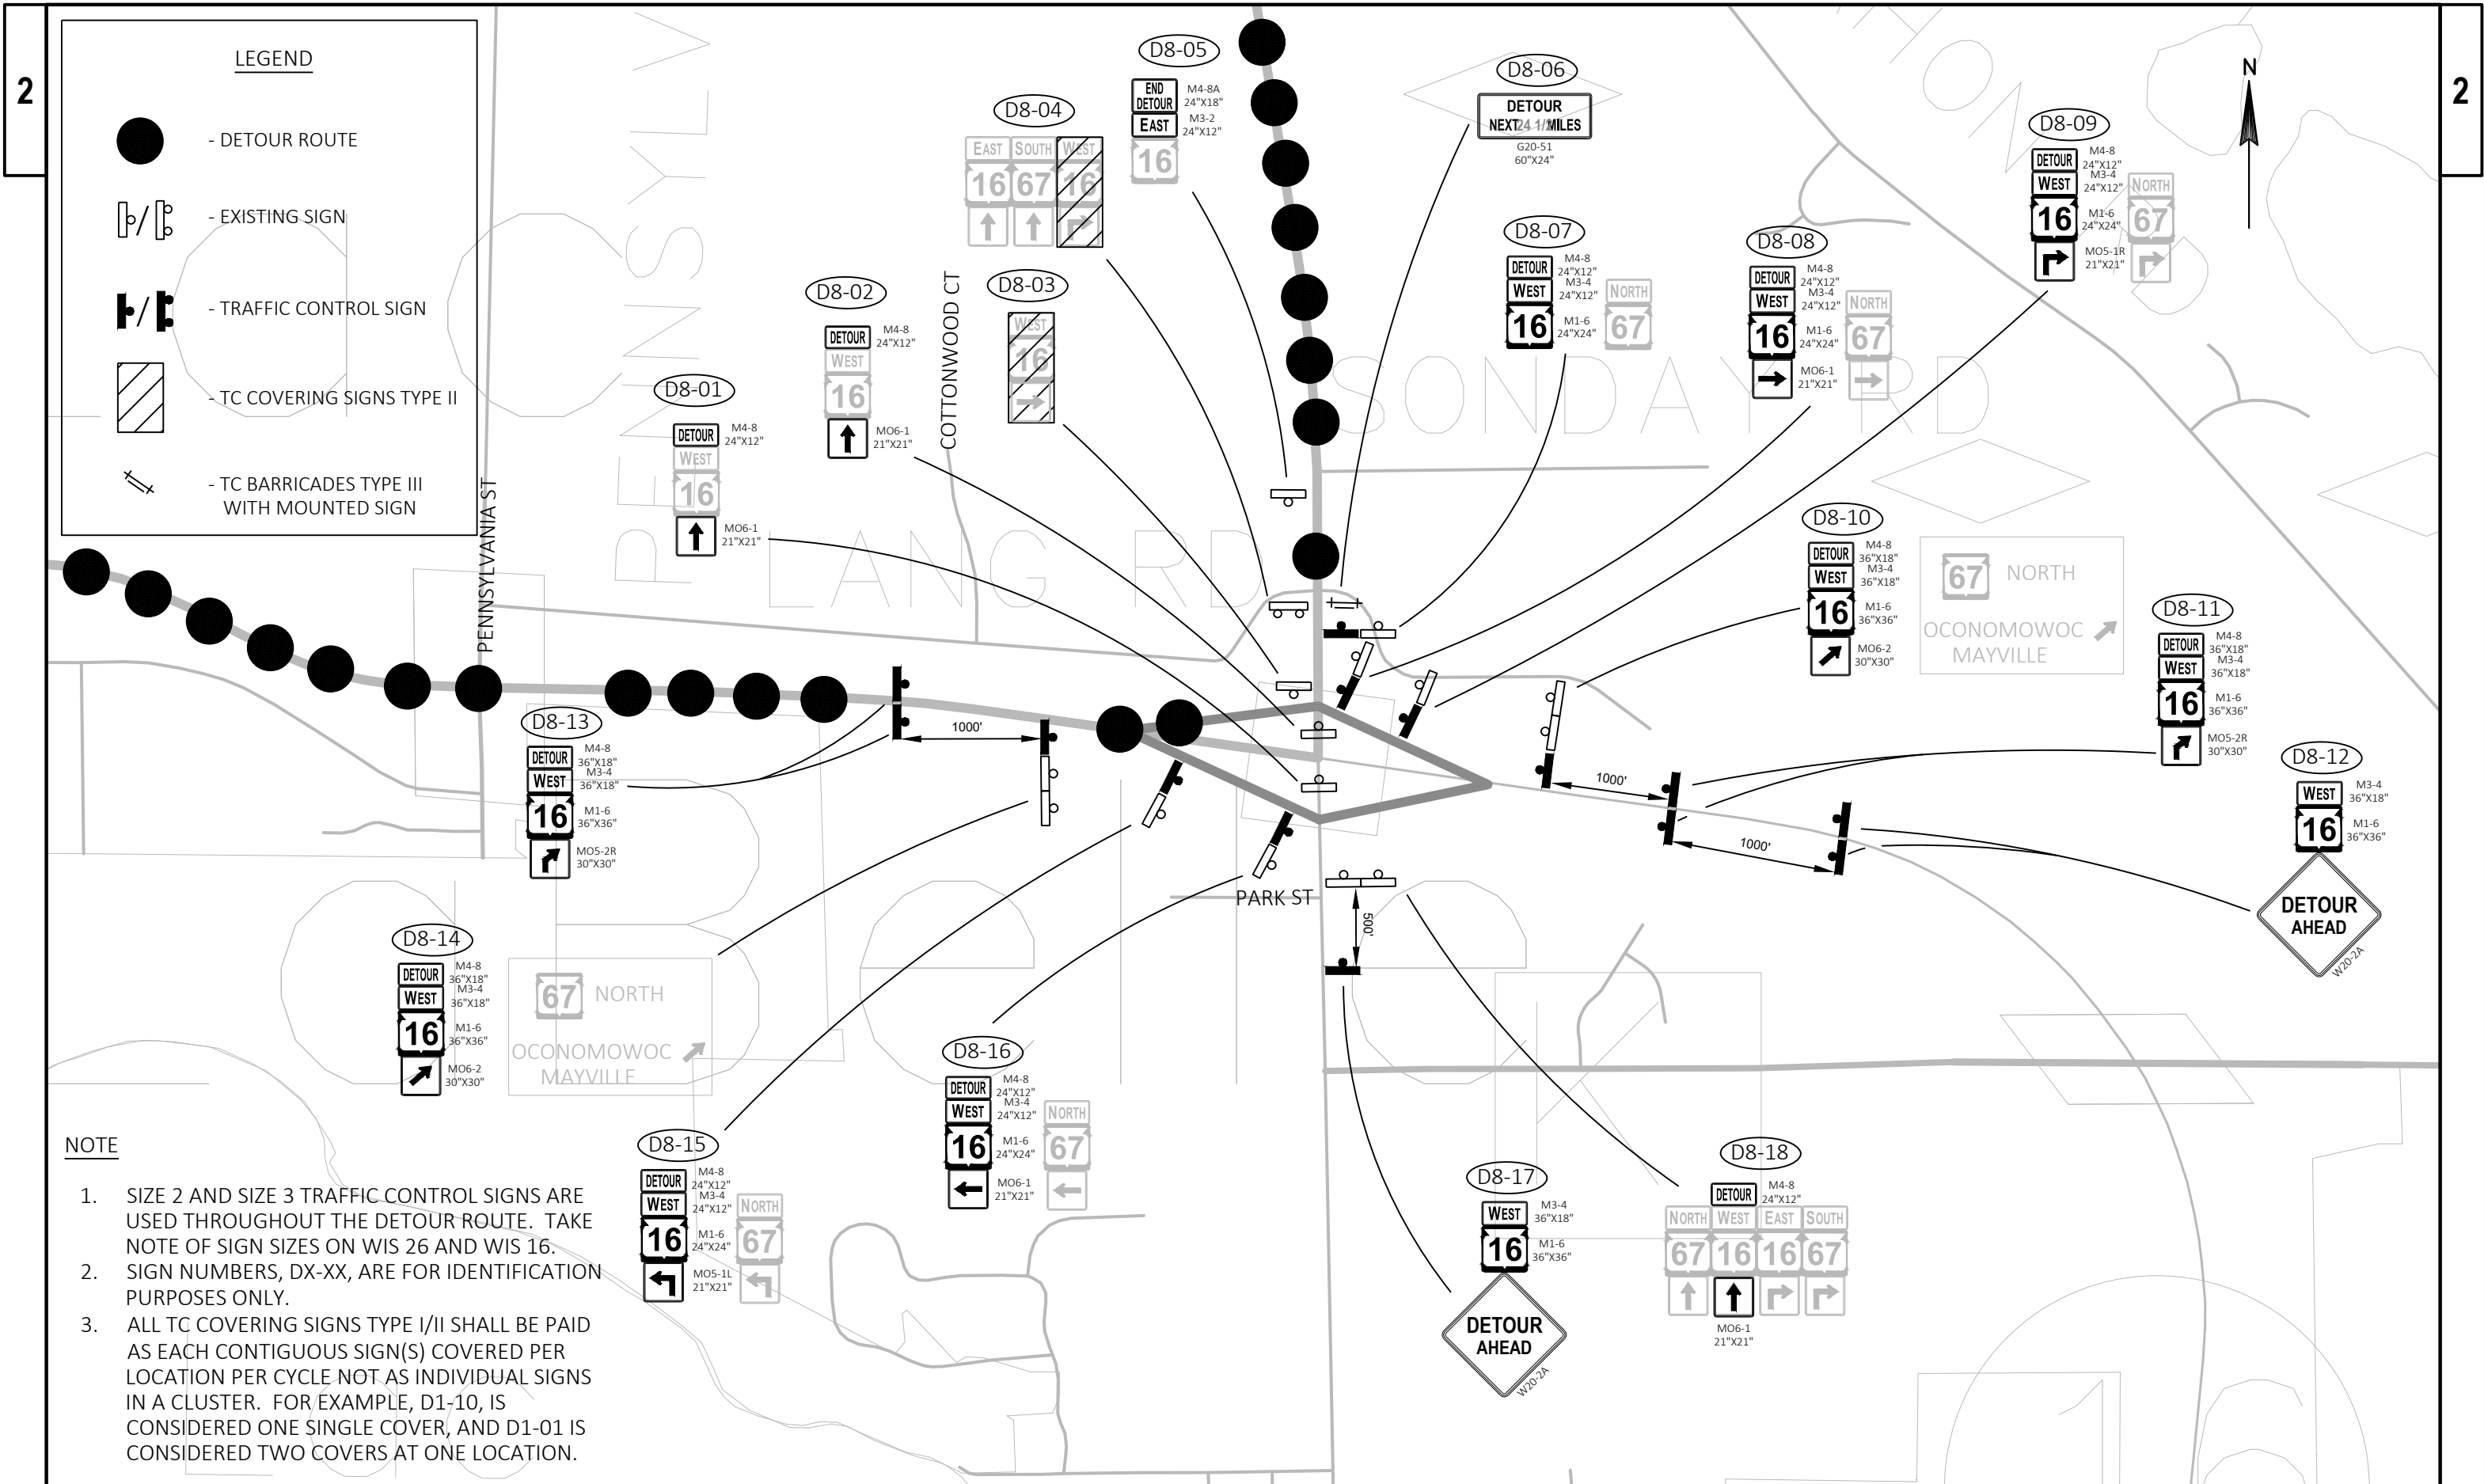 2
2
LEGEND
- DETOUR ROUTE
- EXISTING SIGN
- TRAFFIC CONTROL SIGN
- TC COVERING SIGNS TYPE II
- TC BARRICADES TYPE III
WITH MOUNTED SIGN
N
PENNSYLVANIA ST
COTTONWOOD CT
LANG RD
SONDAY RD
PARK ST
D8-01
DETOUR
M4-8
24"X12"
WEST
16
MO6-1
21"X21"
D8-02
DETOUR
M4-8
24"X12"
WEST
16
MO6-1
21"X21"
D8-03
WEST
16
D8-04
EAST SOUTH WEST
16 67 16
D8-05
END
DETOUR
M4-8A
24"X18"
EAST
M3-2
24"X12"
16
D8-06
DETOUR
NEXT 24 1/2 MILES
G20-51
60"X24"
D8-07
DETOUR
M4-8
24"X12"
WEST
M3-4
24"X12"
16
M1-6
24"X24"
NORTH
67
D8-08
DETOUR
M4-8
24"X12"
WEST
M3-4
24"X12"
16
M1-6
24"X24"
MO6-1
21"X21"
NORTH
67
D8-09
DETOUR
M4-8
24"X12"
WEST
M3-4
24"X12"
16
M1-6
24"X24"
MO5-1R
21"X21"
NORTH
67
D8-10
DETOUR
M4-8
36"X18"
WEST
M3-4
36"X18"
16
M1-6
36"X36"
MO6-2
30"X30"
67 NORTH
OCONOMOWOC
MAYVILLE
D8-11
DETOUR
M4-8
36"X18"
WEST
M3-4
36"X18"
16
M1-6
36"X36"
MO5-2R
30"X30"
D8-12
WEST
M3-4
36"X18"
16
M1-6
36"X36"
DETOUR
AHEAD
W20-2A
1000'
1000'
1000'
500'
D8-13
DETOUR
M4-8
36"X18"
WEST
M3-4
36"X18"
16
M1-6
36"X36"
MO5-2R
30"X30"
D8-14
DETOUR
M4-8
36"X18"
WEST
M3-4
36"X18"
16
M1-6
36"X36"
MO6-2
30"X30"
67 NORTH
OCONOMOWOC
MAYVILLE
D8-15
DETOUR
M4-8
24"X12"
WEST
M3-4
24"X12"
16
M1-6
24"X24"
MO5-1L
21"X21"
NORTH
67
D8-16
DETOUR
M4-8
24"X12"
WEST
M3-4
24"X12"
16
M1-6
24"X24"
MO6-1
21"X21"
NORTH
67
D8-17
WEST
M3-4
36"X18"
16
M1-6
36"X36"
DETOUR
AHEAD
W20-2A
D8-18
DETOUR
M4-8
24"X12"
NORTH WEST EAST SOUTH
67 16 16 67
MO6-1
21"X21"
NOTE
1. SIZE 2 AND SIZE 3 TRAFFIC CONTROL SIGNS ARE
USED THROUGHOUT THE DETOUR ROUTE. TAKE
NOTE OF SIGN SIZES ON WIS 26 AND WIS 16.
2. SIGN NUMBERS, DX-XX, ARE FOR IDENTIFICATION
PURPOSES ONLY.
3. ALL TC COVERING SIGNS TYPE I/II SHALL BE PAID
AS EACH CONTIGUOUS SIGN(S) COVERED PER
LOCATION PER CYCLE NOT AS INDIVIDUAL SIGNS
IN A CLUSTER. FOR EXAMPLE, D1-10, IS
CONSIDERED ONE SINGLE COVER, AND D1-01 IS
CONSIDERED TWO COVERS AT ONE LOCATION.